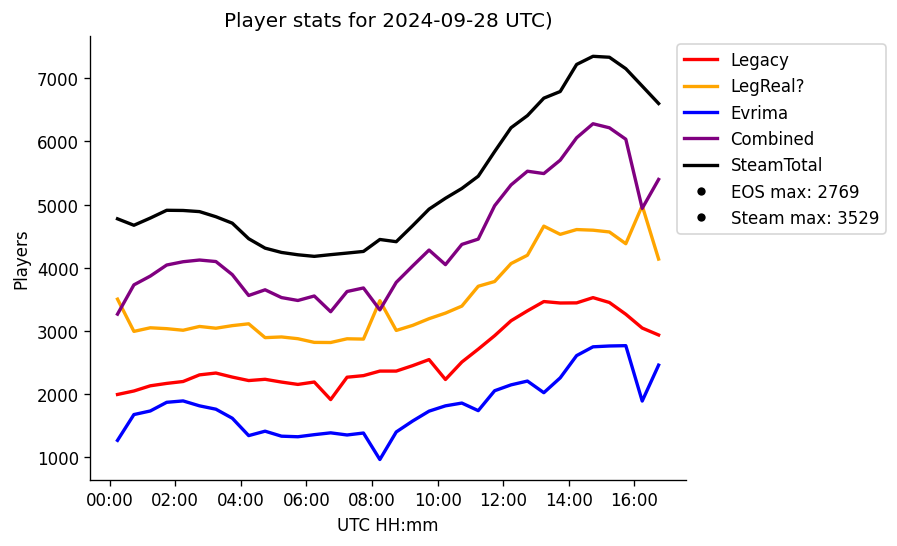 Player stats for 2024-09-28 UTC)
Legacy
LegReal?
Evrima
Combined
SteamTotal
EOS max: 2769
Steam max: 3529
Players
7000
6000
5000
4000
3000
2000
1000
00:00 02:00 04:00 06:00 08:00 10:00 12:00 14:00 16:00
UTC HH:mm